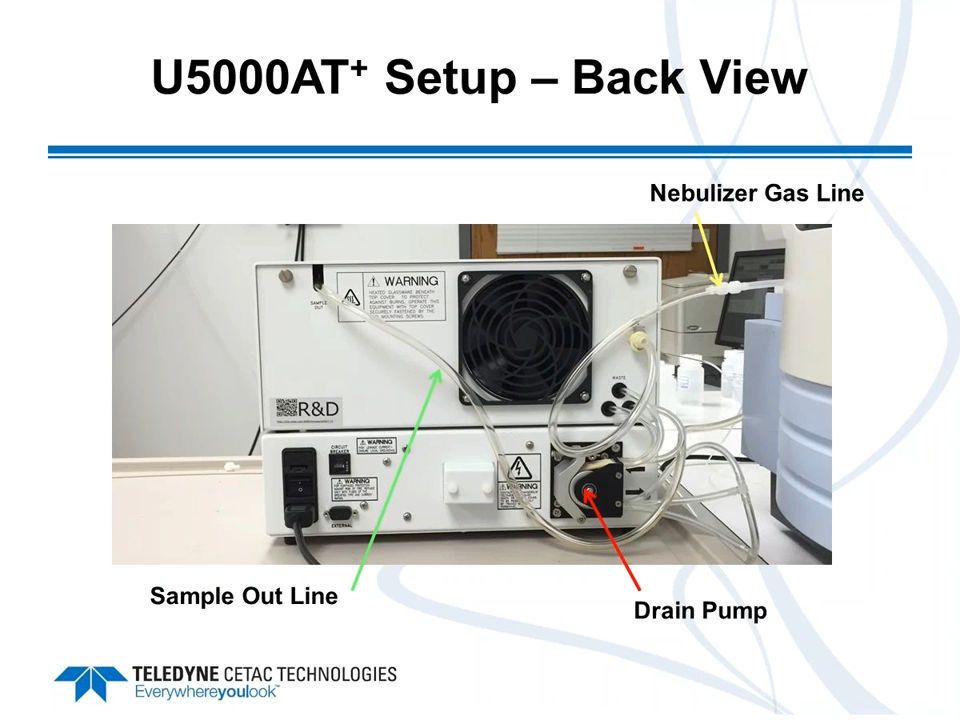 U5000AT+ Setup – Back View
Nebulizer Gas Line
WARNING
HEATED GLASSWARE BENEATH
TOP COVER. TO PROTECT
AGAINST BURNS, OPERATE THIS
EQUIPMENT WITH TOP COVER
SECURELY FASTENED BY THE
MOUNTING SCREWS.
SAMPLE
OUT
WASTE
R&D
CIRCUIT
BREAKER
WARNING
WARNING
WARNING
EXTERNAL
Sample Out Line
Drain Pump
TELEDYNE CETAC TECHNOLOGIES
Everywhereyoulook™